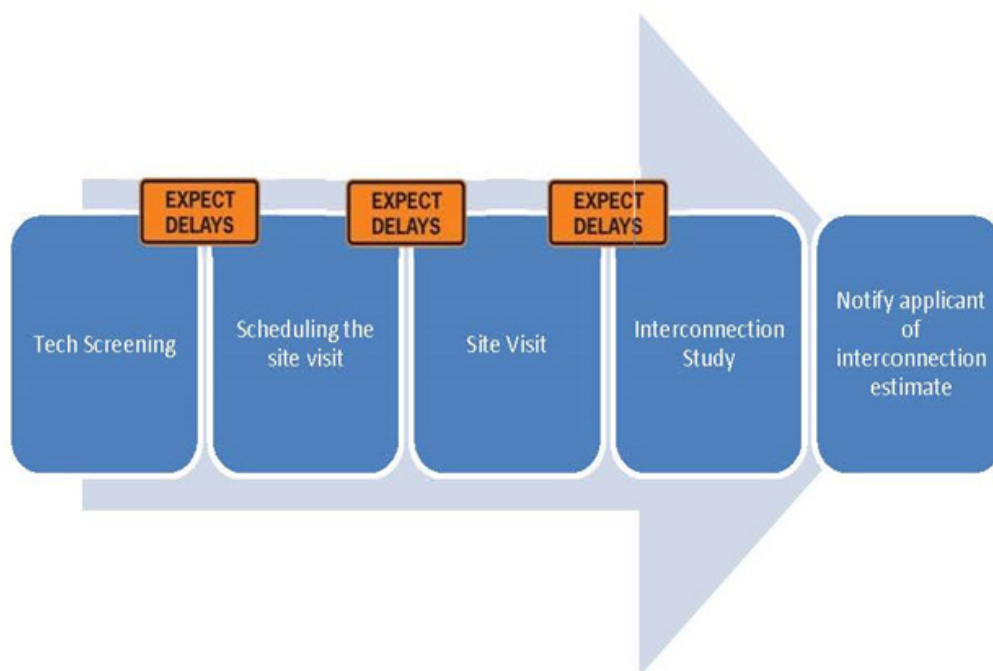 EXPECT
DELAYS
EXPECT
DELAYS
EXPECT
DELAYS
Tech Screening
Scheduling the
site visit
Site Visit
Interconnection
Study
Notify applicant
of
interconnection
estimate